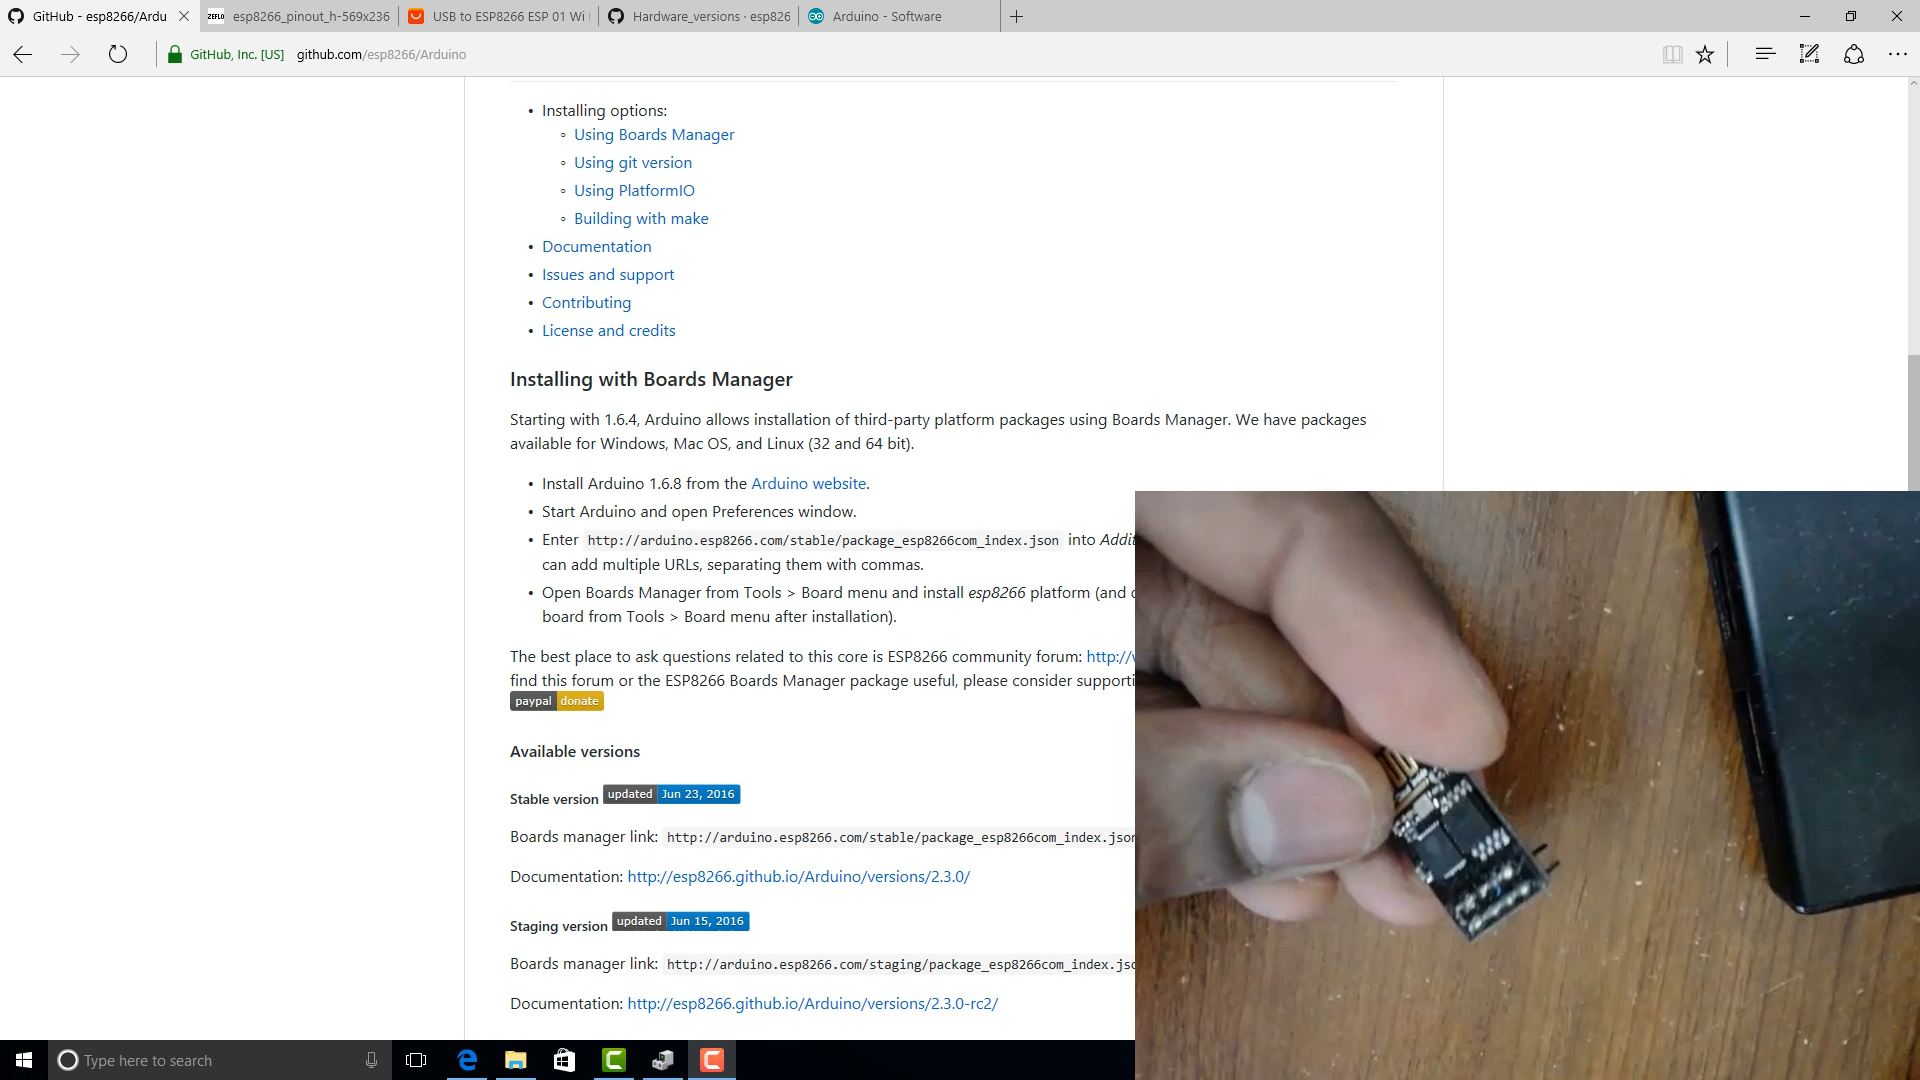 GitHub - esp8266/Ardu
ZEFLO esp8266_pinout_h-569x236
USB to ESP8266 ESP 01 Wi
Hardware_versions · esp826
Arduino - Software
GitHub, Inc. [US] github.com/esp8266/Arduino
• Installing options:
◦ Using Boards Manager
◦ Using git version
◦ Using PlatformIO
◦ Building with make
• Documentation
• Issues and support
• Contributing
• License and credits
Installing with Boards Manager
Starting with 1.6.4, Arduino allows installation of third-party platform packages using Boards Manager. We have packages
available for Windows, Mac OS, and Linux (32 and 64 bit).
• Install Arduino 1.6.8 from the Arduino website.
• Start Arduino and open Preferences window.
• Enter http://arduino.esp8266.com/stable/package_esp8266com_index.json into Addit
can add multiple URLs, separating them with commas.
• Open Boards Manager from Tools > Board menu and install esp8266 platform (and
board from Tools > Board menu after installation).
The best place to ask questions related to this core is ESP8266 community forum: http://
find this forum or the ESP8266 Boards Manager package useful, please consider supporti
paypal donate
Available versions
Stable version updated Jun 23, 2016
Boards manager link: http://arduino.esp8266.com/stable/package_esp8266com_index.json
Documentation: http://esp8266.github.io/Arduino/versions/2.3.0/
Staging version updated Jun 15, 2016
Boards manager link: http://arduino.esp8266.com/staging/package_esp8266com_index.jso
Documentation: http://esp8266.github.io/Arduino/versions/2.3.0-rc2/
Type here to search